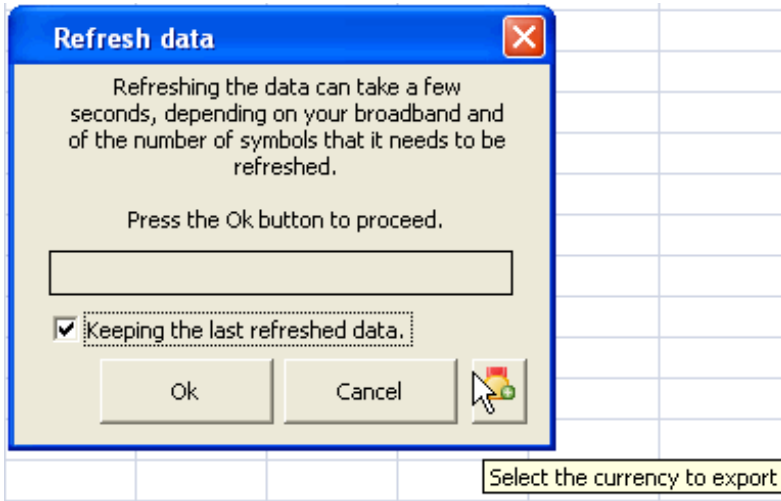 Refresh data
Refreshing the data can take a few
seconds, depending on your broadband and
of the number of symbols that it needs to be
refreshed.
Press the Ok button to proceed.
Keeping the last refreshed data.
Ok
Cancel
Select the currency to export